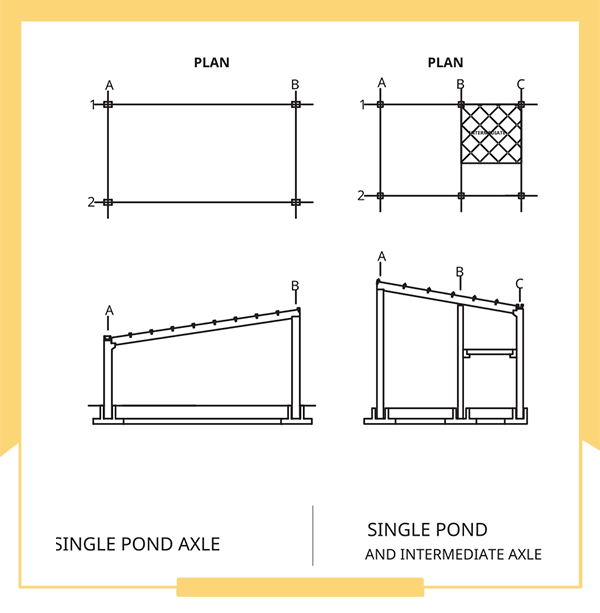 PLAN
A B
1
2
A
B
SINGLE POND AXLE
PLAN
A B C
1
INTERMEDIATE
2
A
B
C
SINGLE POND
AND INTERMEDIATE AXLE